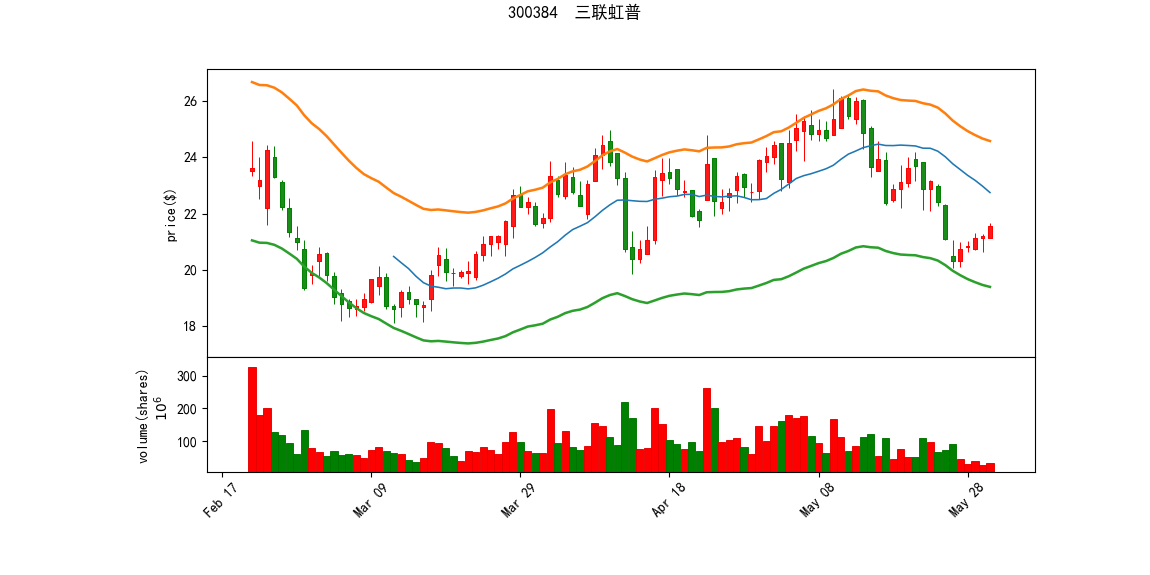 300384 三联虹普
price($)
26
24
22
20
18
volume(shares)
10^6
300
200
100
Feb 17
Mar 09
Mar 29
Apr 18
May 08
May 28